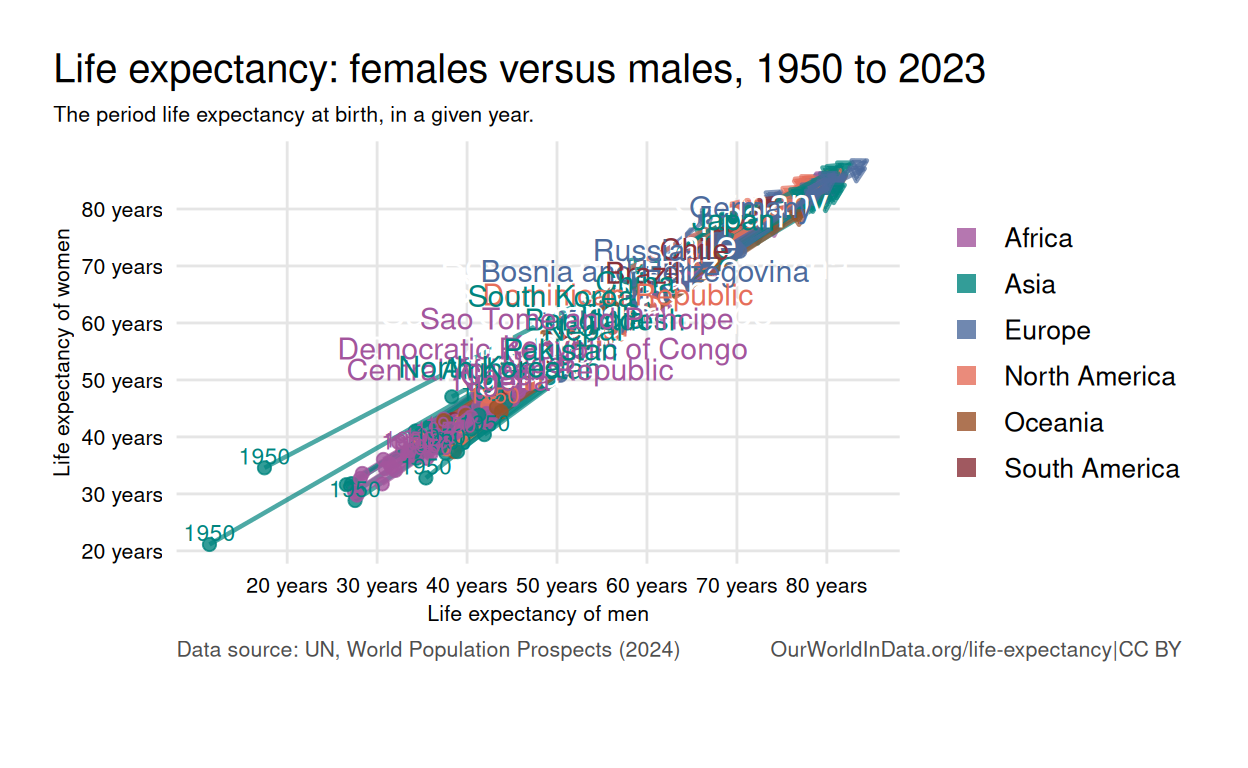 Life expectancy: females versus males, 1950 to 2023
The period life expectancy at birth, in a given year.
Life expectancy of women
80 years
70 years
60 years
50 years
40 years
30 years
20 years
Germany
Japan
Russia
Chile
Bosnia and Herzegovina
Brazil
South Korea
Dominican Republic
Sao Tome and Principe
Bangladesh
Nepal
Democratic Republic of Congo
Pakistan
North Korea
Afghanistan
Central African Republic
1950
1950
1950
1950
20 years 30 years 40 years 50 years 60 years 70 years 80 years
Life expectancy of men
Africa
Asia
Europe
North America
Oceania
South America
Data source: UN, World Population Prospects (2024)
OurWorldInData.org/life-expectancy|CC BY